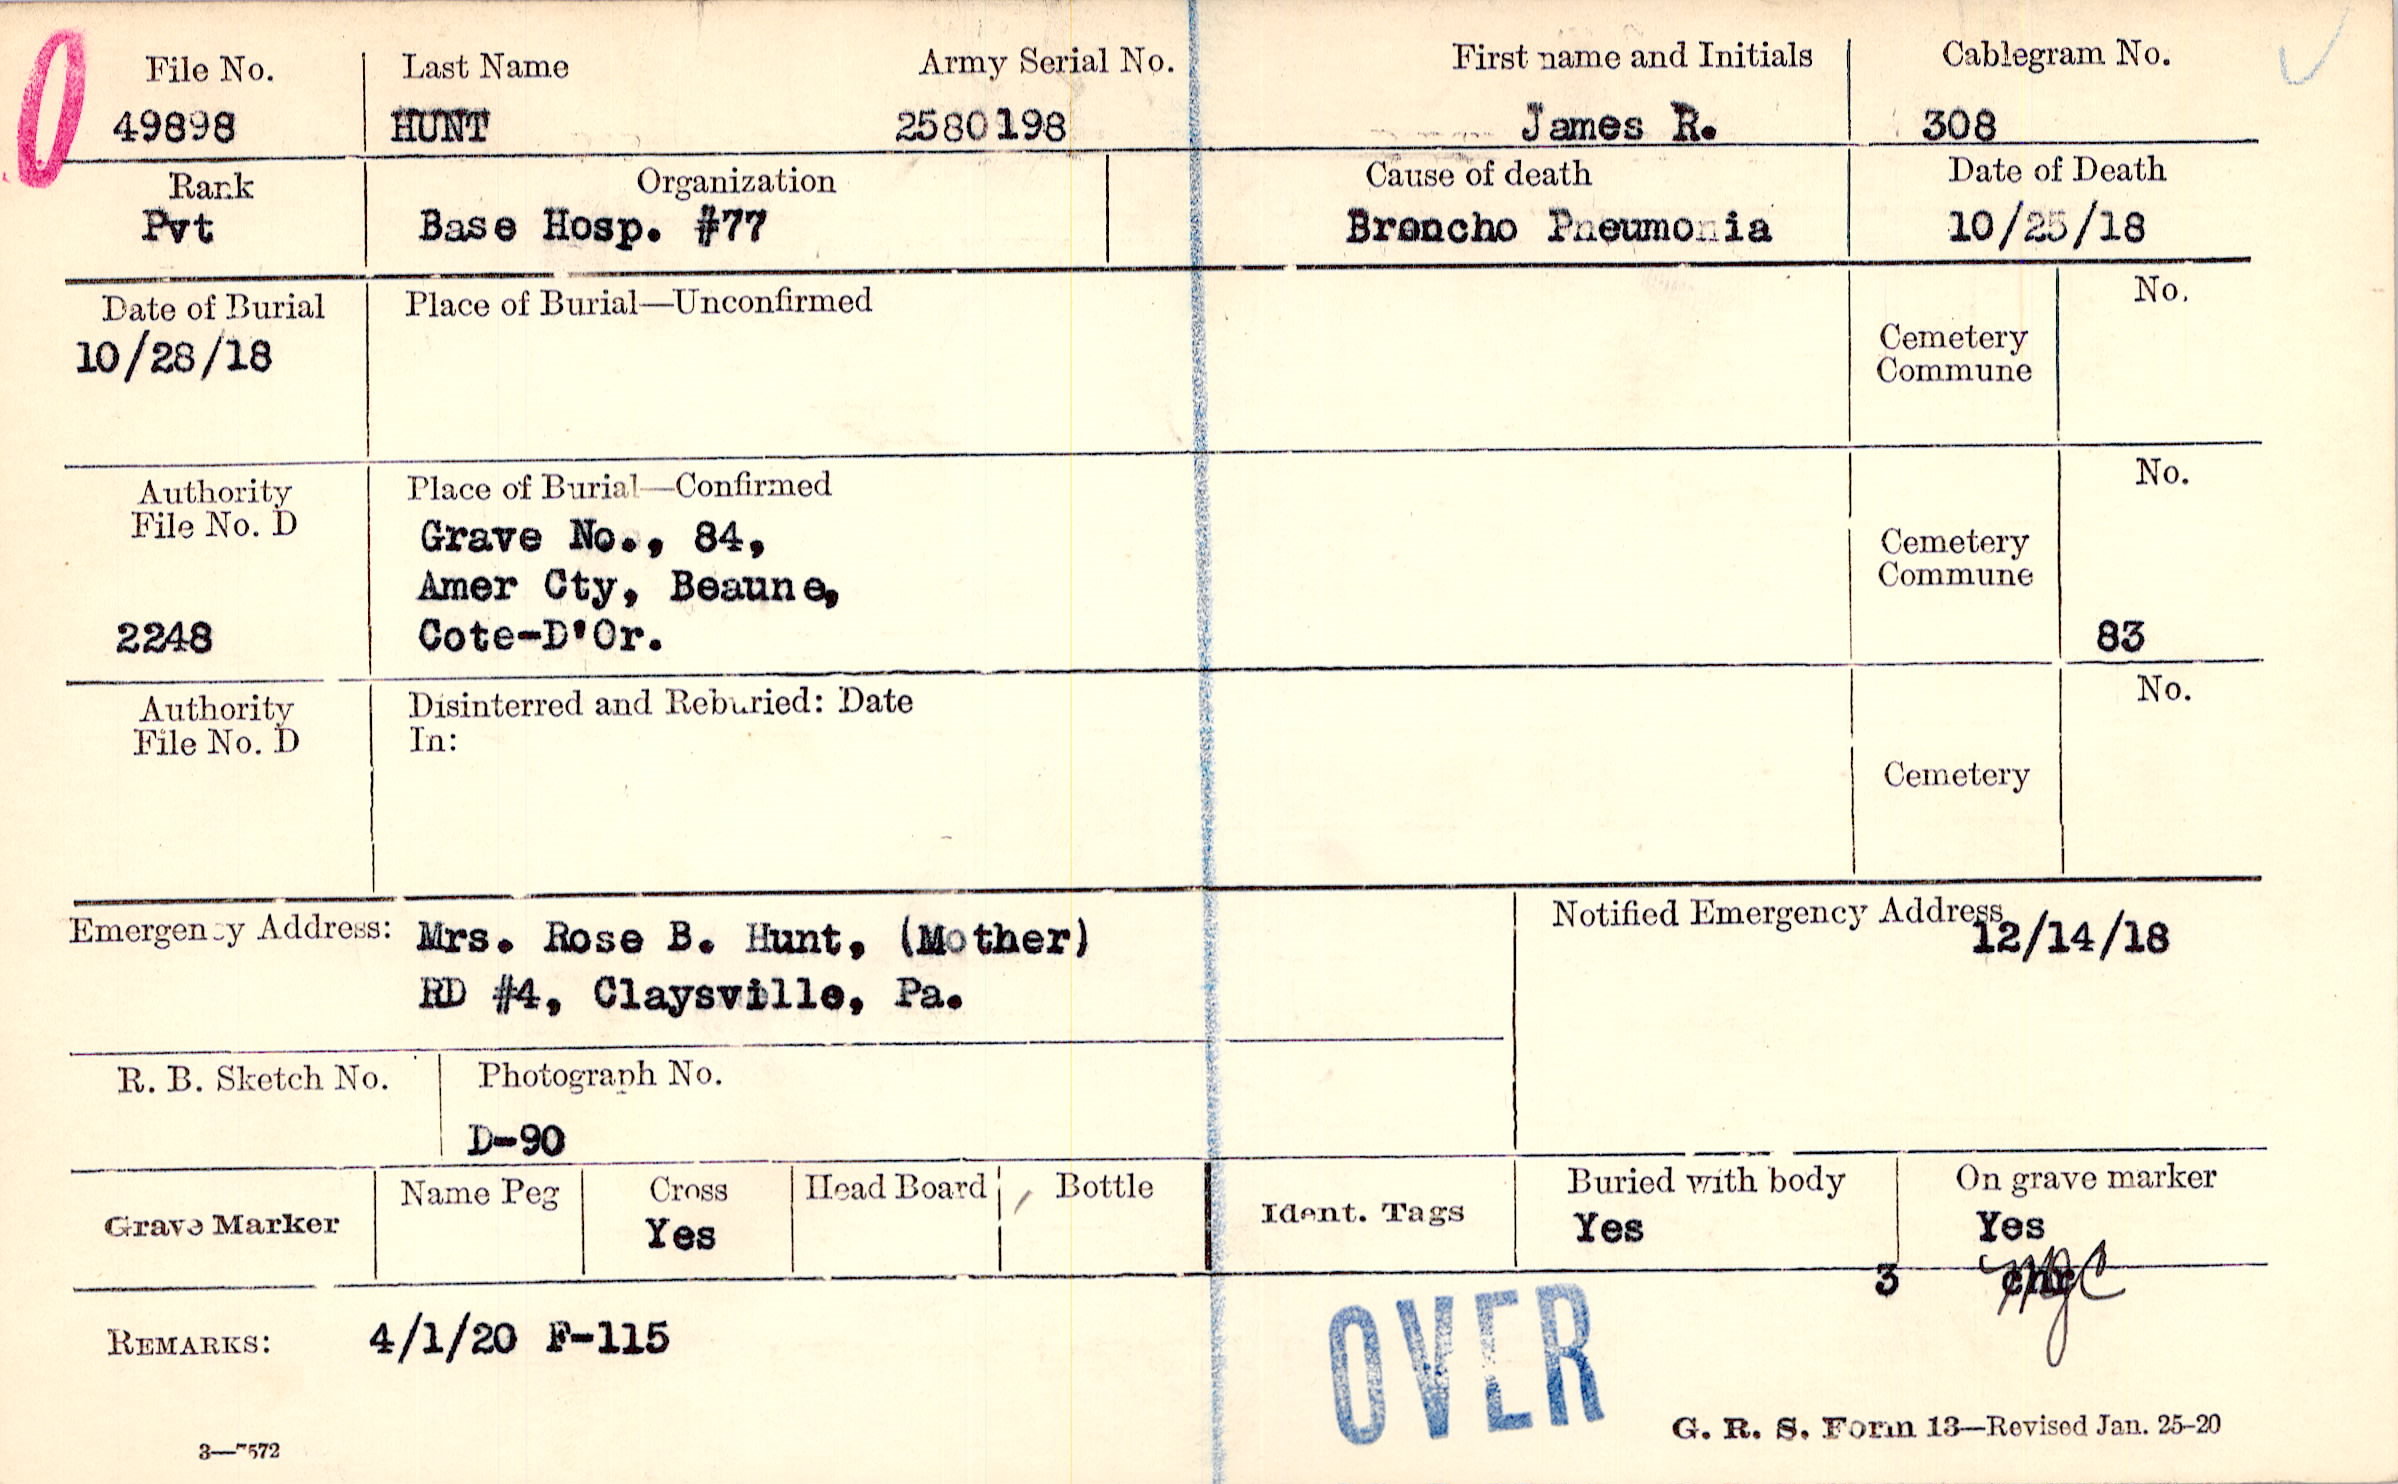 File No. Last Name Army Serial No. First name and Initials Cablegram No.
49898 HUNT 2580198 James R. 308
Rank Organization Cause of death Date of Death
Pvt Base Hosp. #77 Broncho Pneumonia 10/25/18
Date of Burial Place of Burial—Unconfirmed No.
10/28/18
Cemetery
Commune
Authority Place of Burial—Confirmed No.
File No. D
Grave No., 84,
Cemetery
Commune
Amer Cty, Beaune,
2248 Cote-D'Or. 83
Authority Disinterred and Reburied: Date No.
File No. D In:
Cemetery
Emergency Address: Mrs. Rose B. Hunt, (Mother) Notified Emergency Address 12/14/18
RD #4, Claysville, Pa.
R. B. Sketch No. Photograph No.
D-90
Grave Marker Name Peg Cross Head Board Bottle Ident. Tags Buried with body On grave marker
Yes Yes Yes
3 chr
REMARKS: 4/1/20 F-115
OVER
3—7572 G. R. S. Form 13—Revised Jan. 25-20